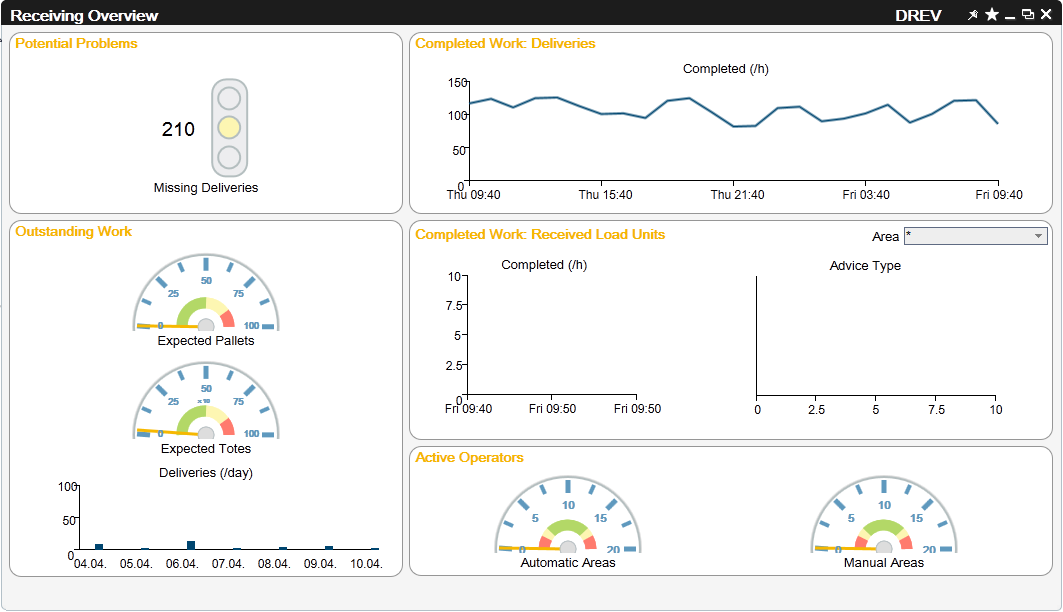 Receiving Overview
DREV
Potential Problems
210
Missing Deliveries
Completed Work: Deliveries
Completed (/h)
150
100
50
0
Thu 09:40 Thu 15:40 Thu 21:40 Fri 03:40 Fri 09:40
Outstanding Work
0 25 50 75 100
Expected Pallets
0 25 50 75 100
x 10
Expected Totes
Deliveries (/day)
100
50
0
04.04. 05.04. 06.04. 07.04. 08.04. 09.04. 10.04.
Completed Work: Received Load Units
Area *
Completed (/h)
10
7.5
5
2.5
0
Fri 09:40 Fri 09:50 Fri 09:50
Advice Type
0 2.5 5 7.5 10
Active Operators
0 5 10 15 20
Automatic Areas
0 5 10 15 20
Manual Areas